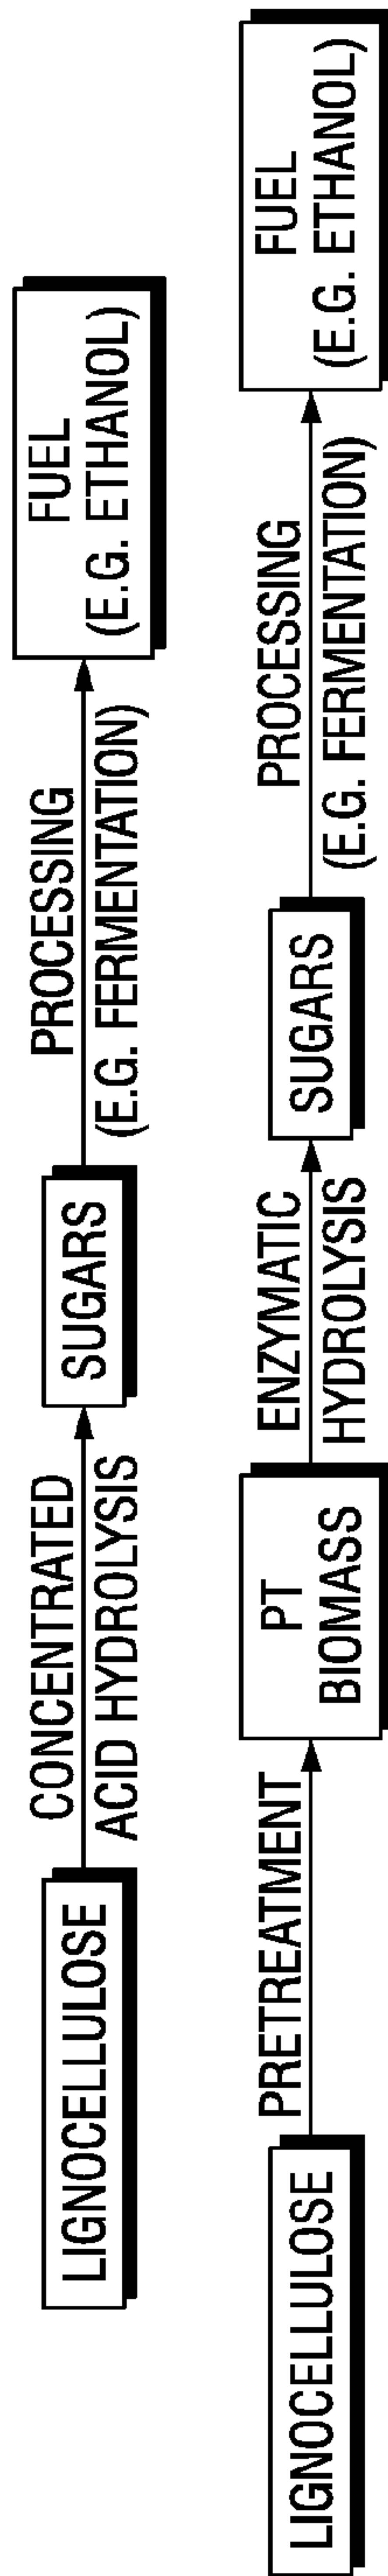 LIGNOCELLULOSE
CONCENTRATED
ACID HYDROLYSIS
SUGARS
PROCESSING
(E.G. FERMENTATION)
FUEL
(E.G. ETHANOL)
LIGNOCELLULOSE
PRETREATMENT
PT
BIOMASS
ENZYMATIC
HYDROLYSIS
SUGARS
PROCESSING
(E.G. FERMENTATION)
FUEL
(E.G. ETHANOL)